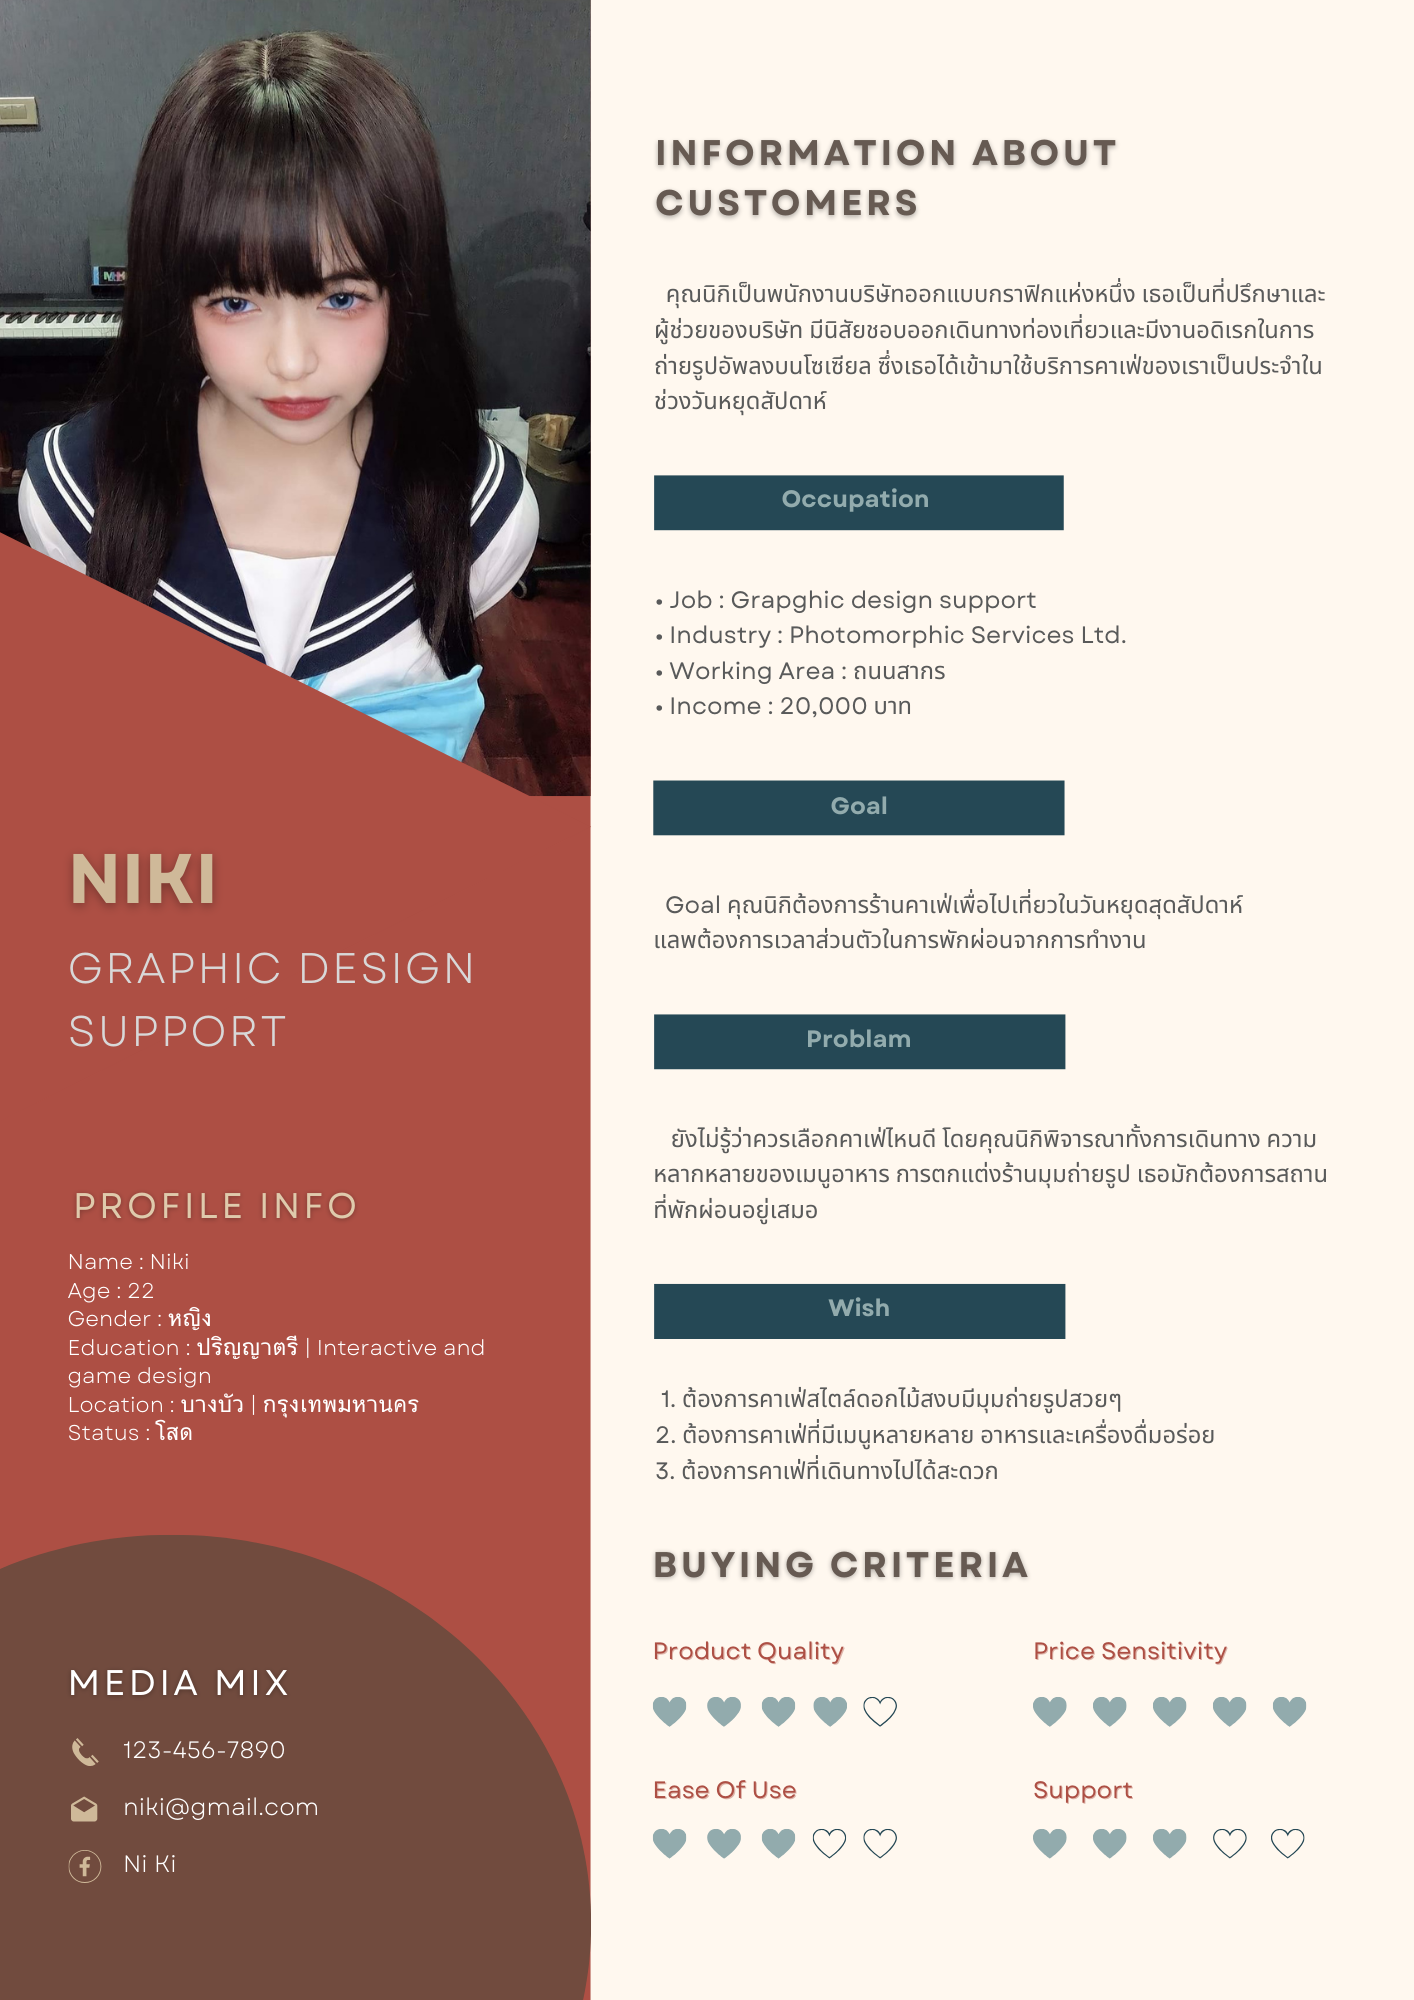 NIKI
GRAPHIC DESIGN
SUPPORT
PROFILE INFO
Name : Niki
Age : 22
Gender : หญิง
Education : ปริญญาตรี | Interactive and
game design
Location : บางบัว | กรุงเทพมหานคร
Status : โสด
MEDIA MIX
123-456-7890
niki@gmail.com
Ni Ki
INFORMATION ABOUT
CUSTOMERS
คุณนิกิเป็นพนักงานบริษัทออกแบบกราฟิกแห่งหนึ่ง เธอเป็นที่ปรึกษาและ
ผู้ช่วยของบริษัท มีนิสัยชอบออกเดินทางท่องเที่ยวและมีงานอดิเรกในการ
ถ่ายรูปอัพลงบนโซเซียล ซึ่งเธอได้เข้ามาใช้บริการคาเฟ่ของเราเป็นประจำใน
ช่วงวันหยุดสัปดาห์
Occupation
• Job : Grapghic design support
• Industry : Photomorphic Services Ltd.
• Working Area : ถนนสากร
• Income : 20,000 บาท
Goal
Goal คุณนิกิต้องการร้านคาเฟ่เพื่อไปเที่ยวในวันหยุดสุดสัปดาห์
แลพต้องการเวลาส่วนตัวในการพักผ่อนจากการทำงาน
Problam
ยังไม่รู้ว่าควรเลือกคาเฟ่ไหนดี โดยคุณนิกิพิจารณาทั้งการเดินทาง ความ
หลากหลายของเมนูอาหาร การตกแต่งร้านมุมถ่ายรูป เธอมักต้องการสถาน
ที่พักผ่อนอยู่เสมอ
Wish
1. ต้องการคาเฟ่สไตล์ดอกไม้สงบมีมุมถ่ายรูปสวยๆ
2. ต้องการคาเฟ่ที่มีเมนูหลายหลาย อาหารและเครื่องดื่มอร่อย
3. ต้องการคาเฟ่ที่เดินทางไปได้สะดวก
BUYING CRITERIA
Product Quality
Price Sensitivity
Ease Of Use
Support